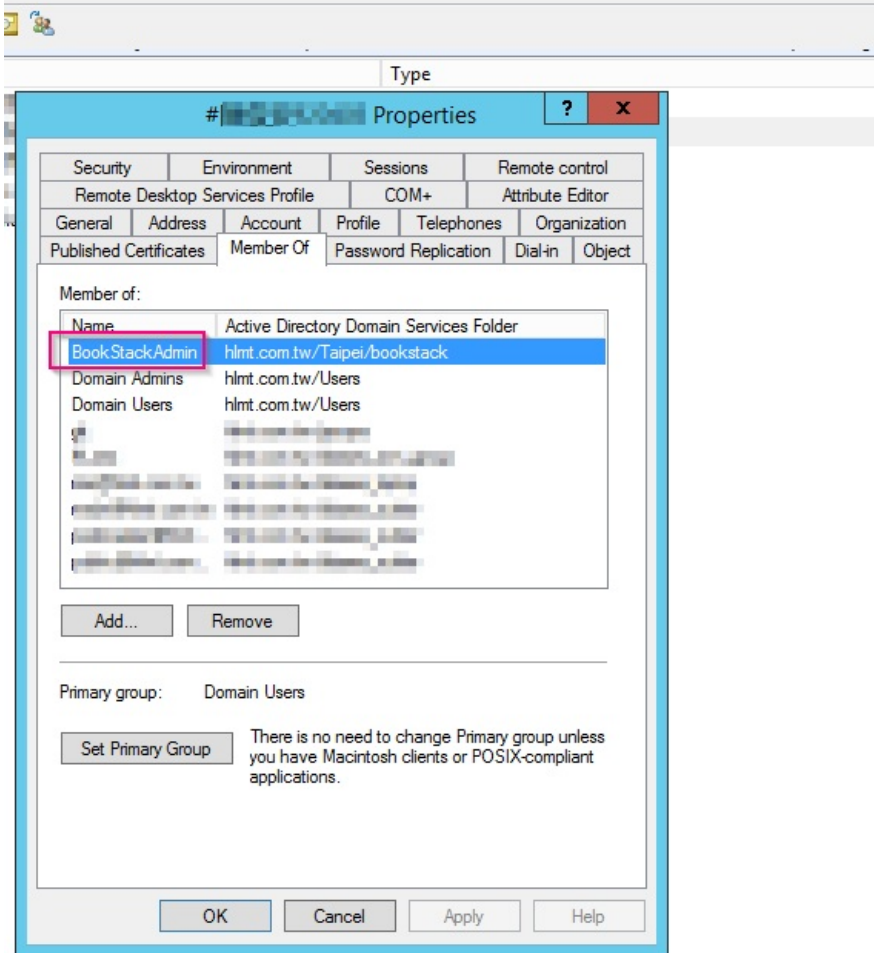 Type
# Properties
? x
Security Environment Sessions Remote control
Remote Desktop Services Profile COM+ Attribute Editor
General Address Account Profile Telephones Organization
Published Certificates Member Of Password Replication Dial-in Object
Member of:
Name Active Directory Domain Services Folder
BookStackAdmin hlmt.com.tw/Taipei/bookstack
Domain Admins hlmt.com.tw/Users
Domain Users hlmt.com.tw/Users
Add... Remove
Primary group: Domain Users
Set Primary Group
There is no need to change Primary group unless
you have Macintosh clients or POSIX-compliant
applications.
OK Cancel Apply Help